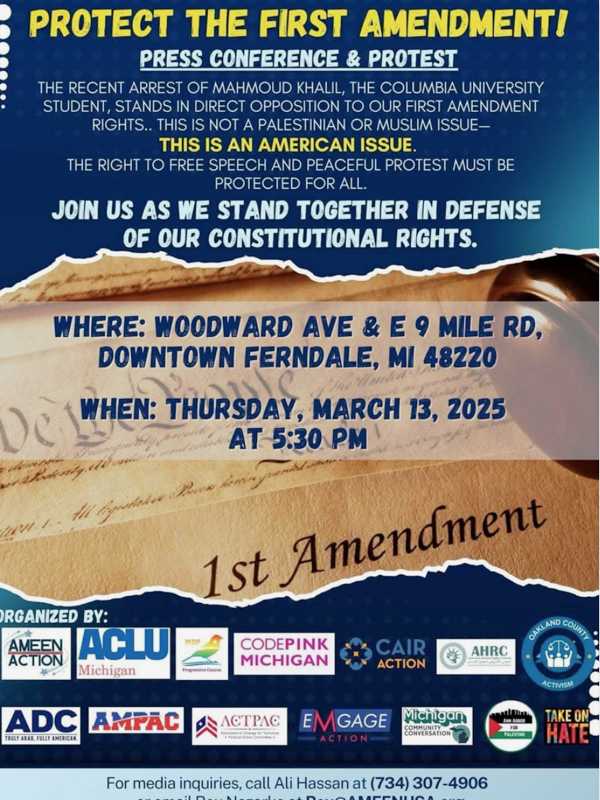 PROTECT THE FIRST AMENDMENT!
PRESS CONFERENCE & PROTEST
THE RECENT ARREST OF MAHMOUD KHALIL, THE COLUMBIA UNIVERSITY
STUDENT, STANDS IN DIRECT OPPOSITION TO OUR FIRST AMENDMENT
RIGHTS.. THIS IS NOT A PALESTINIAN OR MUSLIM ISSUE—
THIS IS AN AMERICAN ISSUE.
THE RIGHT TO FREE SPEECH AND PEACEFUL PROTEST MUST BE
PROTECTED FOR ALL.
JOIN US AS WE STAND TOGETHER IN DEFENSE
OF OUR CONSTITUTIONAL RIGHTS.
WHERE: WOODWARD AVE & E 9 MILE RD,
DOWNTOWN FERNDALE, MI 48220
WHEN: THURSDAY, MARCH 13, 2025
AT 5:30 PM
We the People
1st Amendment
ORGANIZED BY:
AMEEN ACTION
ACLU Michigan
MDP Progressive Caucus
CODEPINK MICHIGAN
CAIR ACTION
AHRC
OAKLAND COUNTY ACTIVISM
ADC TRULY ARAB, FULLY AMERICAN.
AMPAC
ACTPAC
EMGAGE ACTION
Michigan COMMUNITY CONVERSATION
ANN ARBOR FOR PALESTINE
TAKE ON HATE
For media inquiries, call Ali Hassan at (734) 307-4906